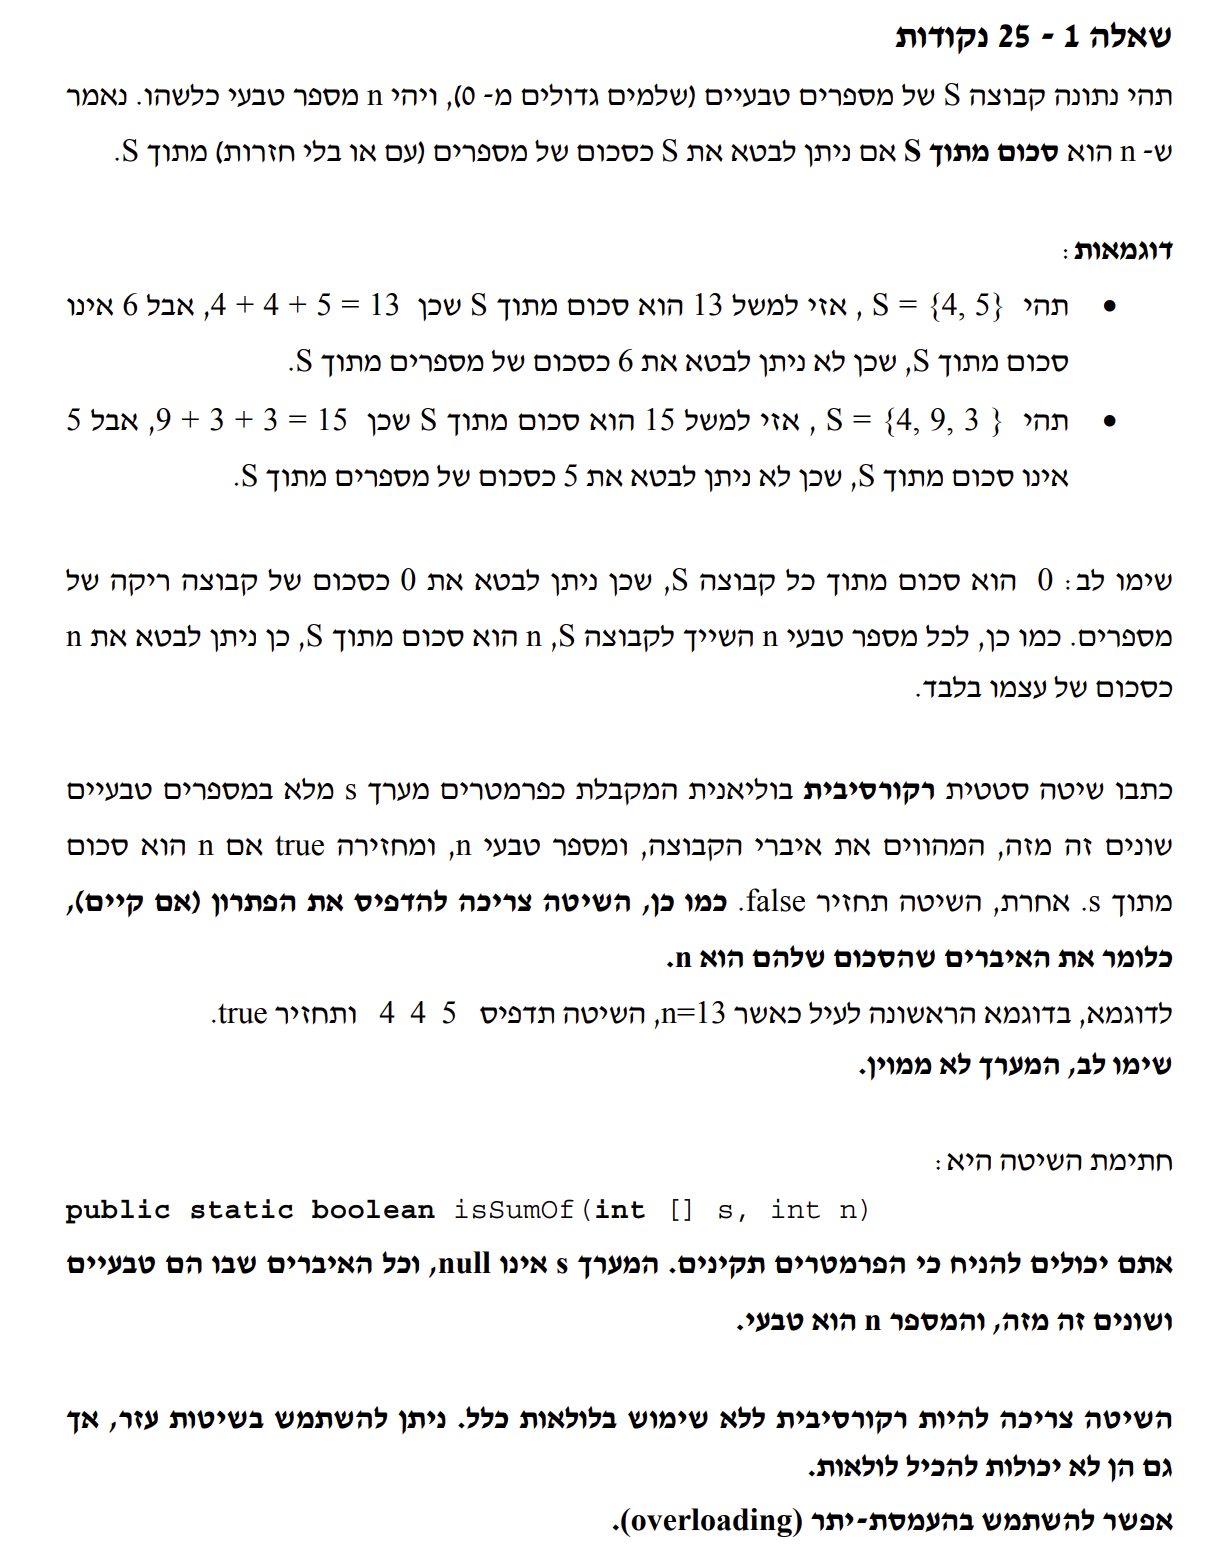 שאלה 1 - 25 נקודות
תהי נתונה קבוצה S של מספרים טבעיים (שלמים גדולים מ- 0), ויהי n מספר טבעי כלשהו. נאמר
ש- n הוא סכום מתוך S אם ניתן לבטא את S כסכום של מספרים (עם או בלי חזרות) מתוך S.
דוגמאות:
• תהי S = {4, 5} , אזי למשל 13 הוא סכום מתוך S שכן 4 + 4 + 5 = 13, אבל 6 אינו
סכום מתוך S, שכן לא ניתן לבטא את 6 כסכום של מספרים מתוך S.
• תהי S = {4, 9, 3 } , אזי למשל 15 הוא סכום מתוך S שכן 9 + 3 + 3 = 15, אבל 5
אינו סכום מתוך S, שכן לא ניתן לבטא את 5 כסכום של מספרים מתוך S.
שימו לב: 0 הוא סכום מתוך כל קבוצה S, שכן ניתן לבטא את 0 כסכום של קבוצה ריקה של
מספרים. כמו כן, לכל מספר טבעי n השייך לקבוצה S, n הוא סכום מתוך S, כן ניתן לבטא את n
כסכום של עצמו בלבד.
כתבו שיטה סטטית רקורסיבית בוליאנית המקבלת כפרמטרים מערך s מלא במספרים טבעיים
שונים זה מזה, המהווים את איברי הקבוצה, ומספר טבעי n, ומחזירה true אם n הוא סכום
מתוך s. אחרת, השיטה תחזיר false. כמו כן, השיטה צריכה להדפיס את הפתרון (אם קיים),
כלומר את האיברים שהסכום שלהם הוא n.
לדוגמא, בדוגמא הראשונה לעיל כאשר n=13, השיטה תדפיס 4 4 5 ותחזיר true.
שימו לב, המערך לא ממוין.
חתימת השיטה היא:
public static boolean isSumOf(int [] s, int n)
אתם יכולים להניח כי הפרמטרים תקינים. המערך s אינו null, וכל האיברים שבו הם טבעיים
ושונים זה מזה, והמספר n הוא טבעי.
השיטה צריכה להיות רקורסיבית ללא שימוש בלולאות כלל. ניתן להשתמש בשיטות עזר, אך
גם הן לא יכולות להכיל לולאות.
אפשר להשתמש בהעמסת-יתר (overloading).